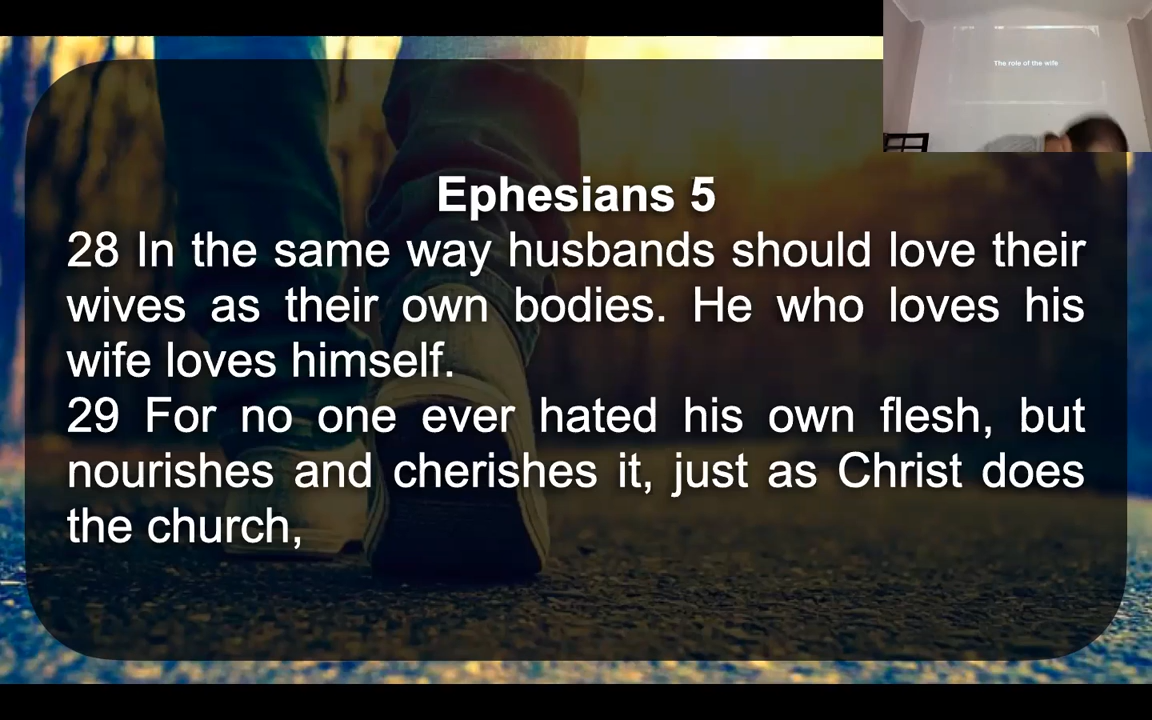 The role of the wife
Ephesians 5
28 In the same way husbands should love their
wives as their own bodies. He who loves his
wife loves himself.
29 For no one ever hated his own flesh, but
nourishes and cherishes it, just as Christ does
the church,